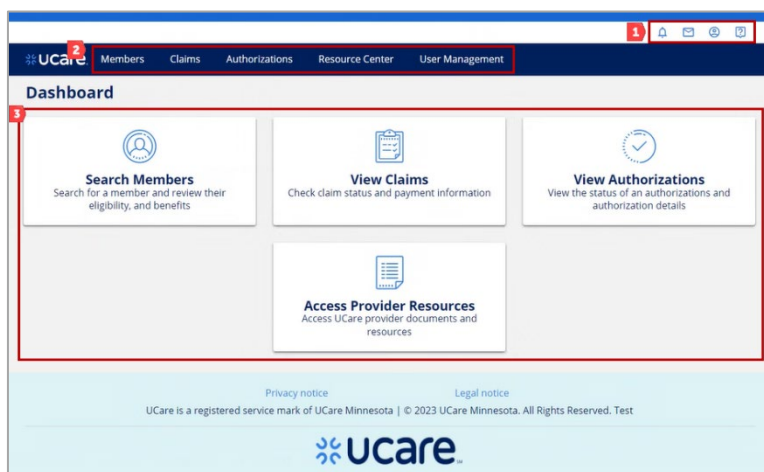 1
2
ucare
Members Claims Authorizations Resource Center User Management
Dashboard
3
Search Members
Search for a member and review their
eligibility, and benefits
View Claims
Check claim status and payment information
View Authorizations
View the status of an authorizations and
authorization details
Access Provider Resources
Access UCare provider documents and
resources
Privacy notice Legal notice
UCare is a registered service mark of UCare Minnesota | © 2023 UCare Minnesota. All Rights Reserved. Test
ucare